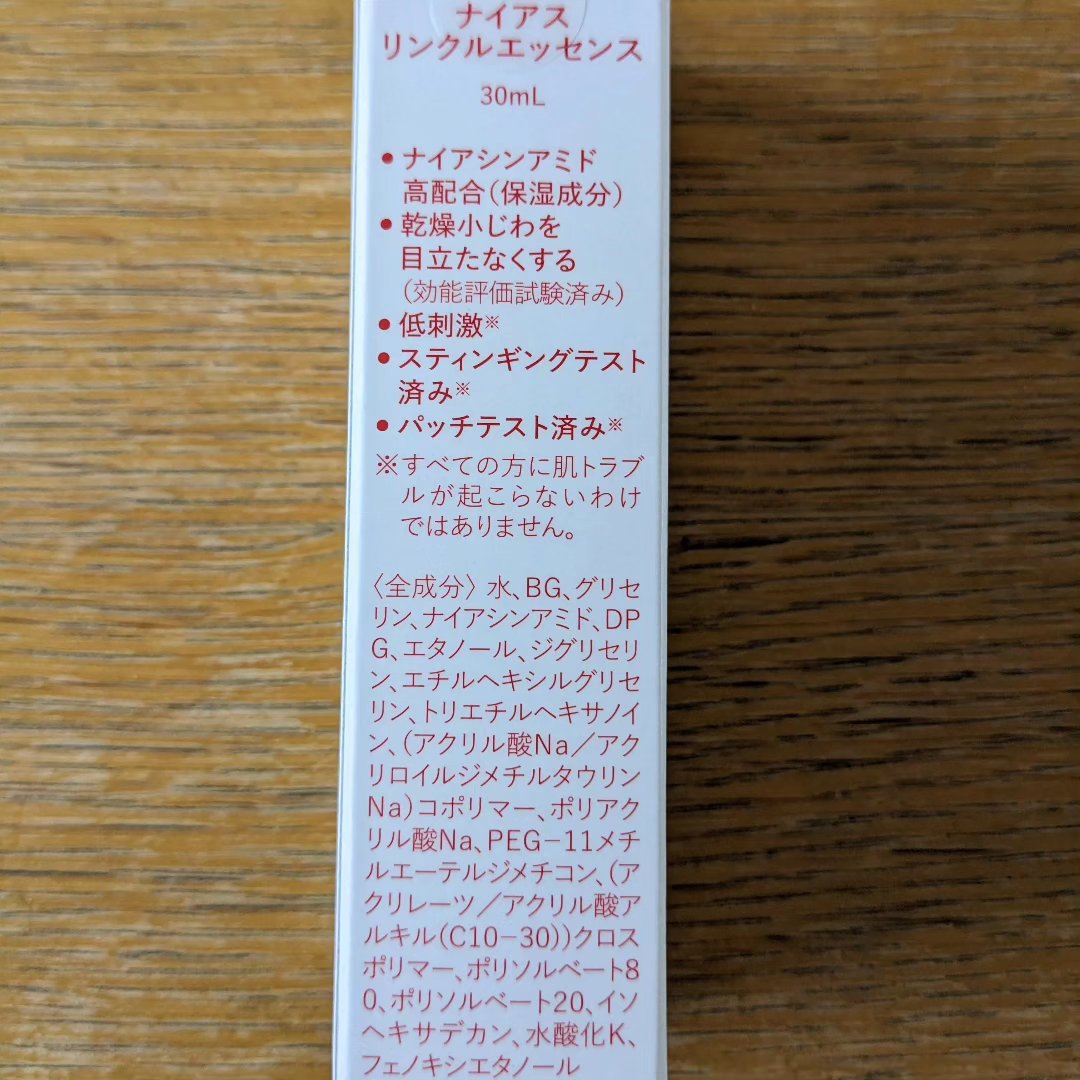 ナイアス
リンクルエッセンス
30mL
●ナイアシンアミド
高配合(保湿成分)
●乾燥小じわを
目立たなくする
(効能評価試験済み)
●低刺激※
●スティンギングテスト
済み※
●パッチテスト済み※
※すべての方に肌トラブ
ルが起こらないわけ
ではありません。
〈全成分〉水、BG、グリセ
リン、ナイアシンアミド、DP
G、エタノール、ジグリセリ
ン、エチルヘキシルグリセ
リン、トリエチルヘキサノイ
ン、(アクリル酸Na/アク
リロイルジメチルタウリン
Na)コポリマー、ポリアク
リル酸Na、PEG-11メチ
ルエーテルジメチコン、(ア
クリレーツ/アクリル酸ア
ルキル(C10-30))クロス
ポリマー、ポリソルベート8
0、ポリソルベート20、イソ
ヘキサデカン、水酸化K、
フェノキシエタノール